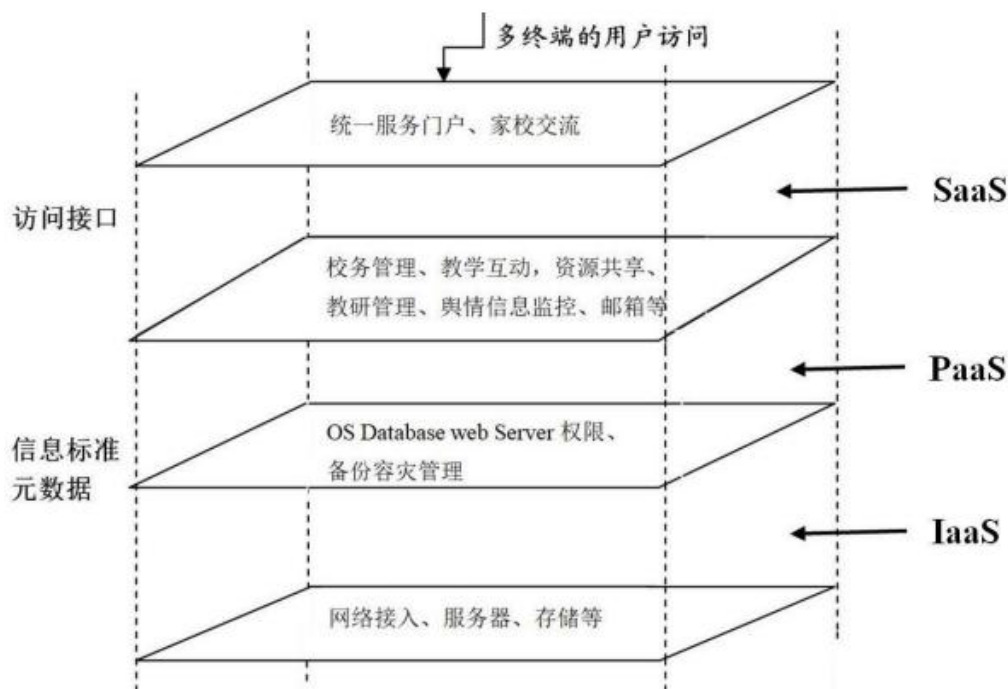 多终端的用户访问
统一服务门户、家校交流
SaaS
访问接口
校务管理、教学互动，资源共享、
教研管理、舆情信息监控、邮箱等
PaaS
OS Database web Server 权限、
备份容灾管理
信息标准
元数据
IaaS
网络接入、服务器、存储等